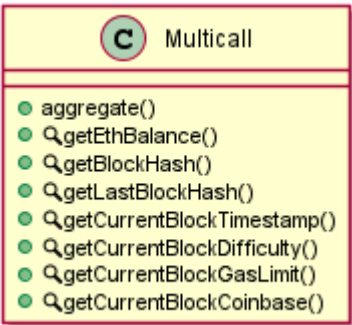 C Multicall
aggregate()
getEthBalance()
getBlockHash()
getLastBlockHash()
getCurrentBlockTimestamp()
getCurrentBlockDifficulty()
getCurrentBlockGasLimit()
getCurrentBlockCoinbase()